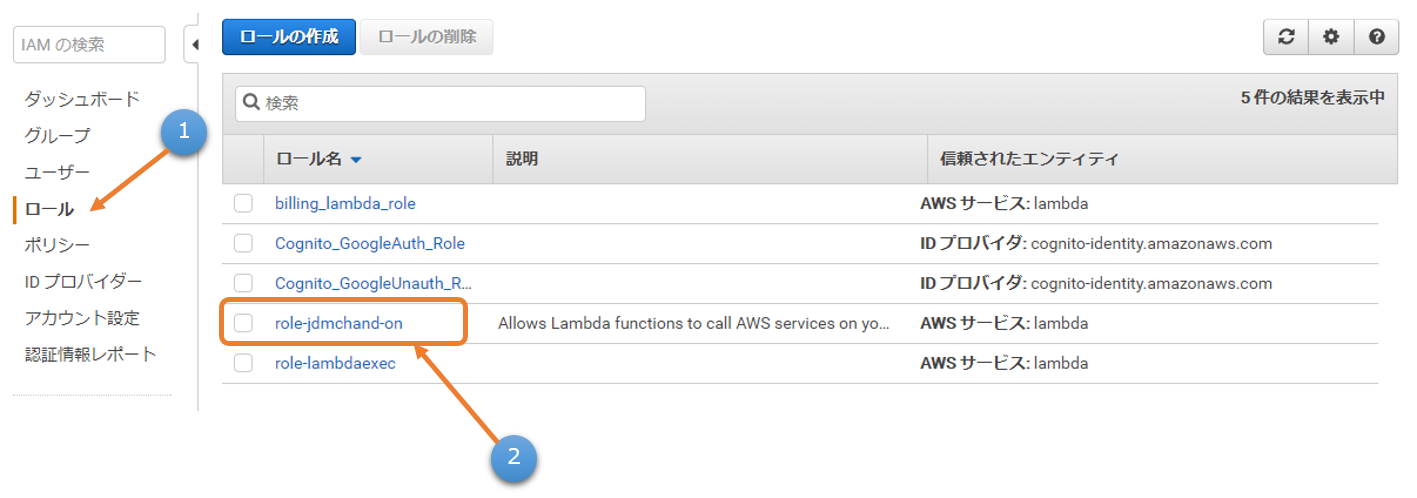 IAM の検索
ダッシュボード
グループ
ユーザー
ロール
ポリシー
ID プロバイダー
アカウント設定
認証情報レポート
1
ロールの作成
ロールの削除
検索
5 件の結果を表示中
ロール名 説明 信頼されたエンティティ
billing_lambda_role AWS サービス: lambda
Cognito_GoogleAuth_Role ID プロバイダ: cognito-identity.amazonaws.com
Cognito_GoogleUnauth_R... ID プロバイダ: cognito-identity.amazonaws.com
role-jdmchand-on Allows Lambda functions to call AWS services on yo... AWS サービス: lambda
role-lambdaexec AWS サービス: lambda
2